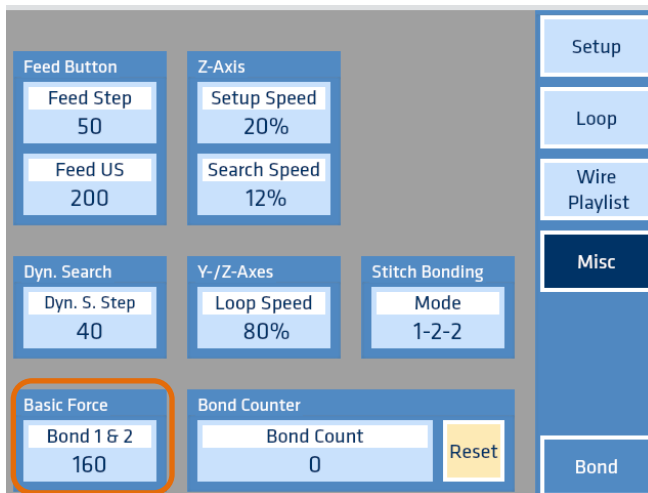 Feed Button
Feed Step
50
Feed US
200
Z-Axis
Setup Speed
20%
Search Speed
12%
Dyn. Search
Dyn. S. Step
40
Y-/Z-Axes
Loop Speed
80%
Stitch Bonding
Mode
1-2-2
Basic Force
Bond 1 & 2
160
Bond Counter
Bond Count
0
Reset
Setup
Loop
Wire
Playlist
Misc
Bond